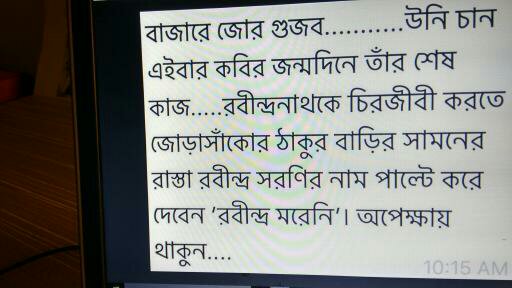 বাজারে জোর গুজব...........উনি চান
এইবার কবির জন্মদিনে তাঁর শেষ
কাজ.....রবীন্দ্রনাথকে চিরজীবী করতে
জোড়াসাঁকোর ঠাকুর বাড়ির সামনের
রাস্তা রবীন্দ্র সরণির নাম পাল্টে করে
দেবেন 'রবীন্দ্র মরেনি'। অপেক্ষায়
থাকুন....
10:15 AM